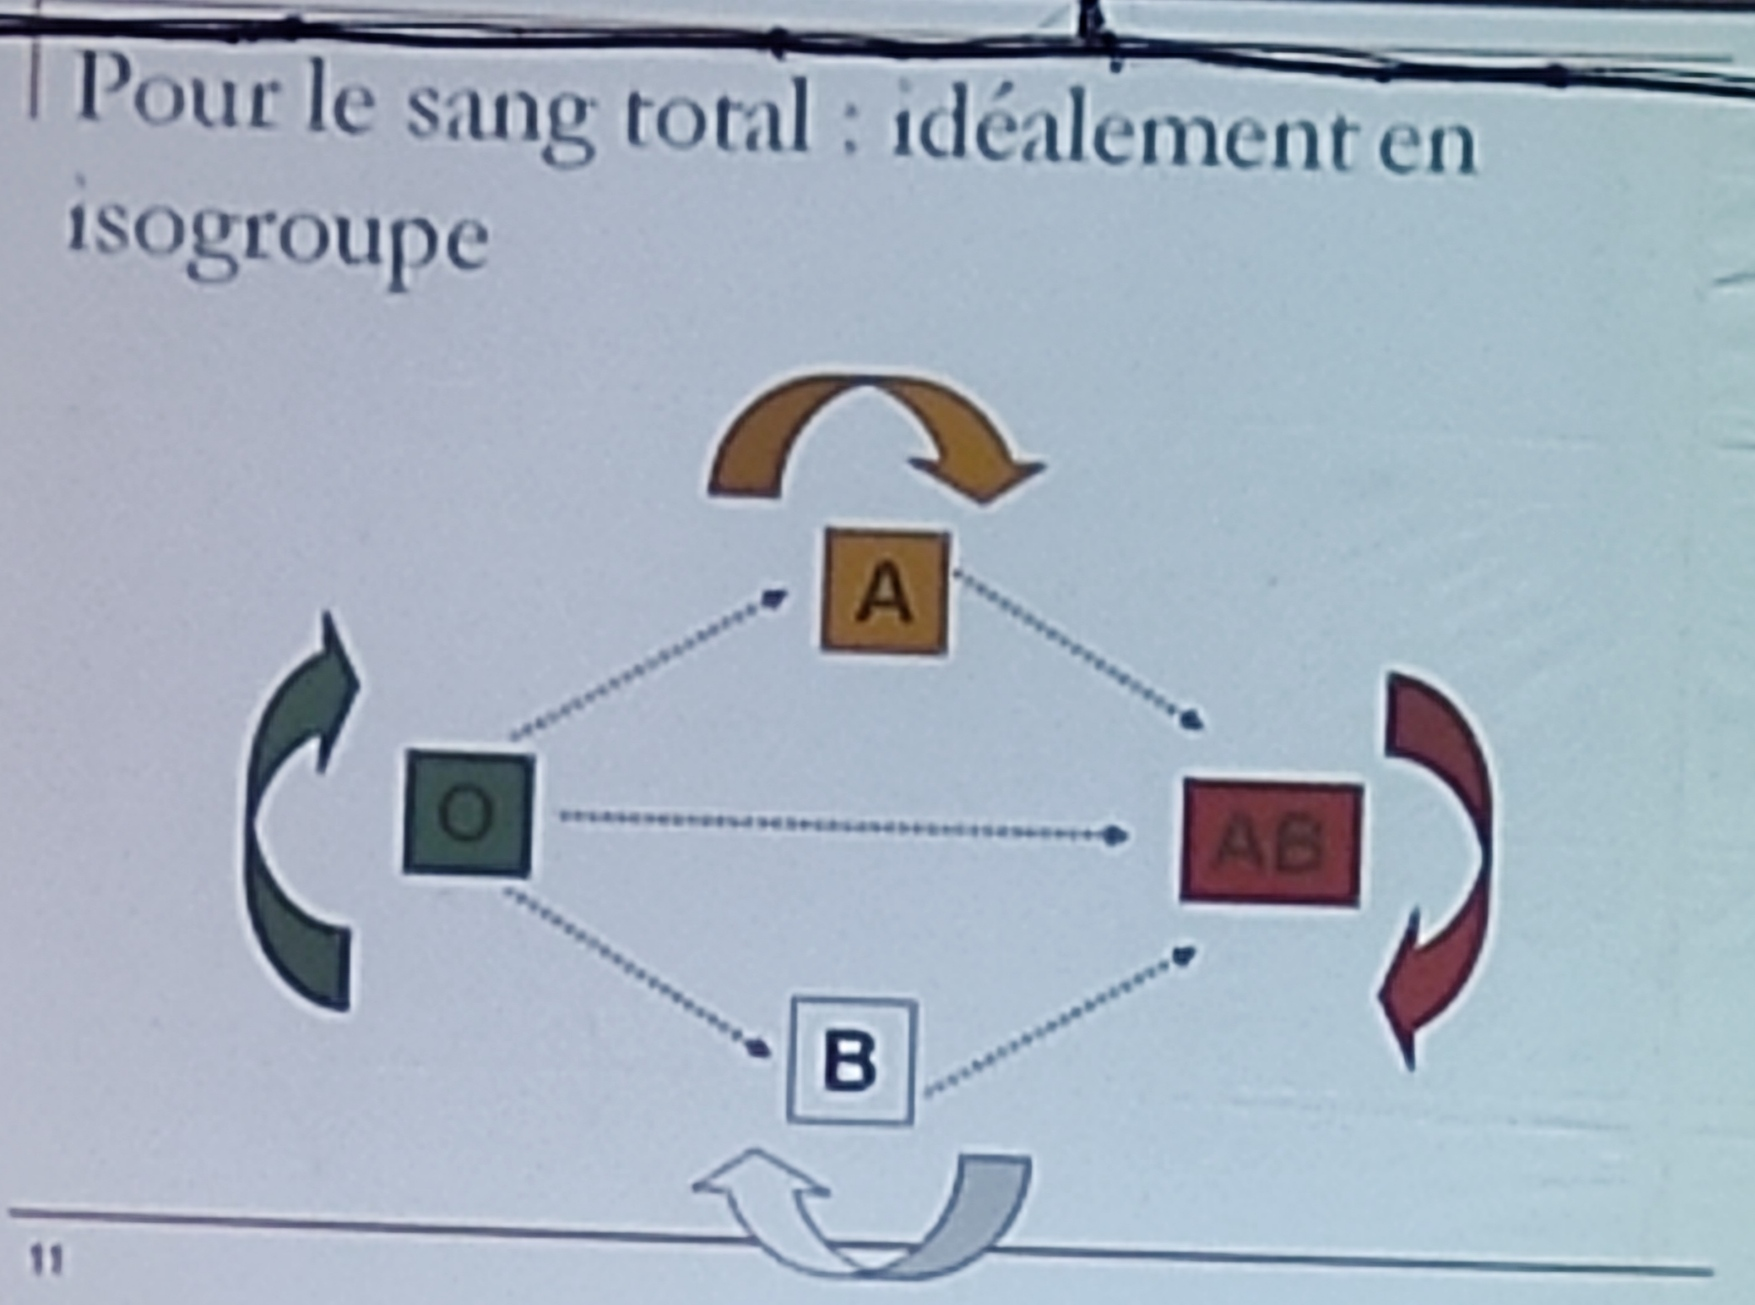 Pour le sang total : idéalement en
isogroupe
A
O
AB
B
11